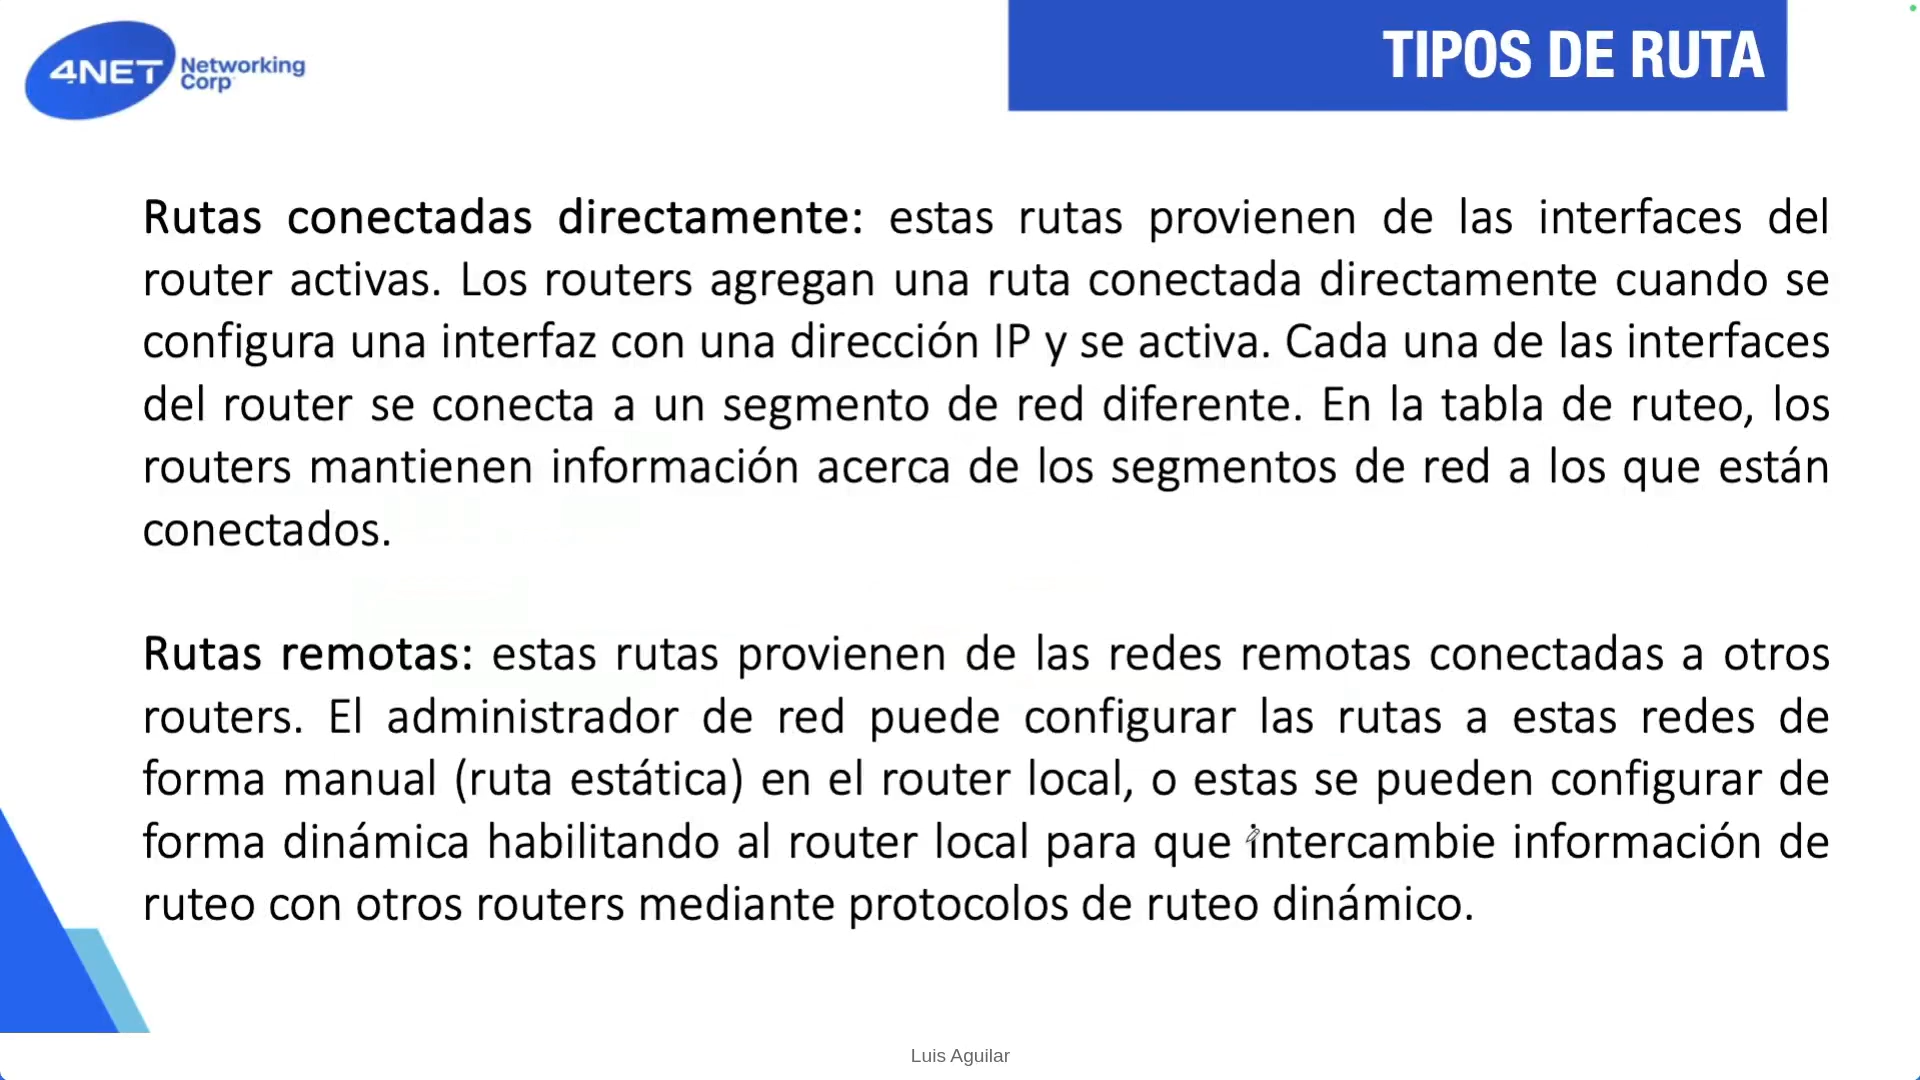 4NET Networking
Corp
TIPOS DE RUTA
Rutas conectadas directamente: estas rutas provienen de las interfaces del
router activas. Los routers agregan una ruta conectada directamente cuando se
configura una interfaz con una dirección IP y se activa. Cada una de las interfaces
del router se conecta a un segmento de red diferente. En la tabla de ruteo, los
routers mantienen información acerca de los segmentos de red a los que están
conectados.
Rutas remotas: estas rutas provienen de las redes remotas conectadas a otros
routers. El administrador de red puede configurar las rutas a estas redes de
forma manual (ruta estática) en el router local, o estas se pueden configurar de
forma dinámica habilitando al router local para que intercambie información de
ruteo con otros routers mediante protocolos de ruteo dinámico.
Luis Aguilar